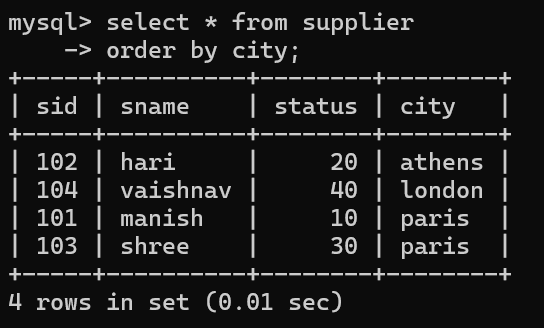 mysql> select * from supplier
    -> order by city;
+-----+----------+--------+--------+
| sid | sname    | status | city   |
+-----+----------+--------+--------+
| 102 | hari     |     20 | athens |
| 104 | vaishnav |     40 | london |
| 101 | manish   |     10 | paris  |
| 103 | shree    |     30 | paris  |
+-----+----------+--------+--------+
4 rows in set (0.01 sec)